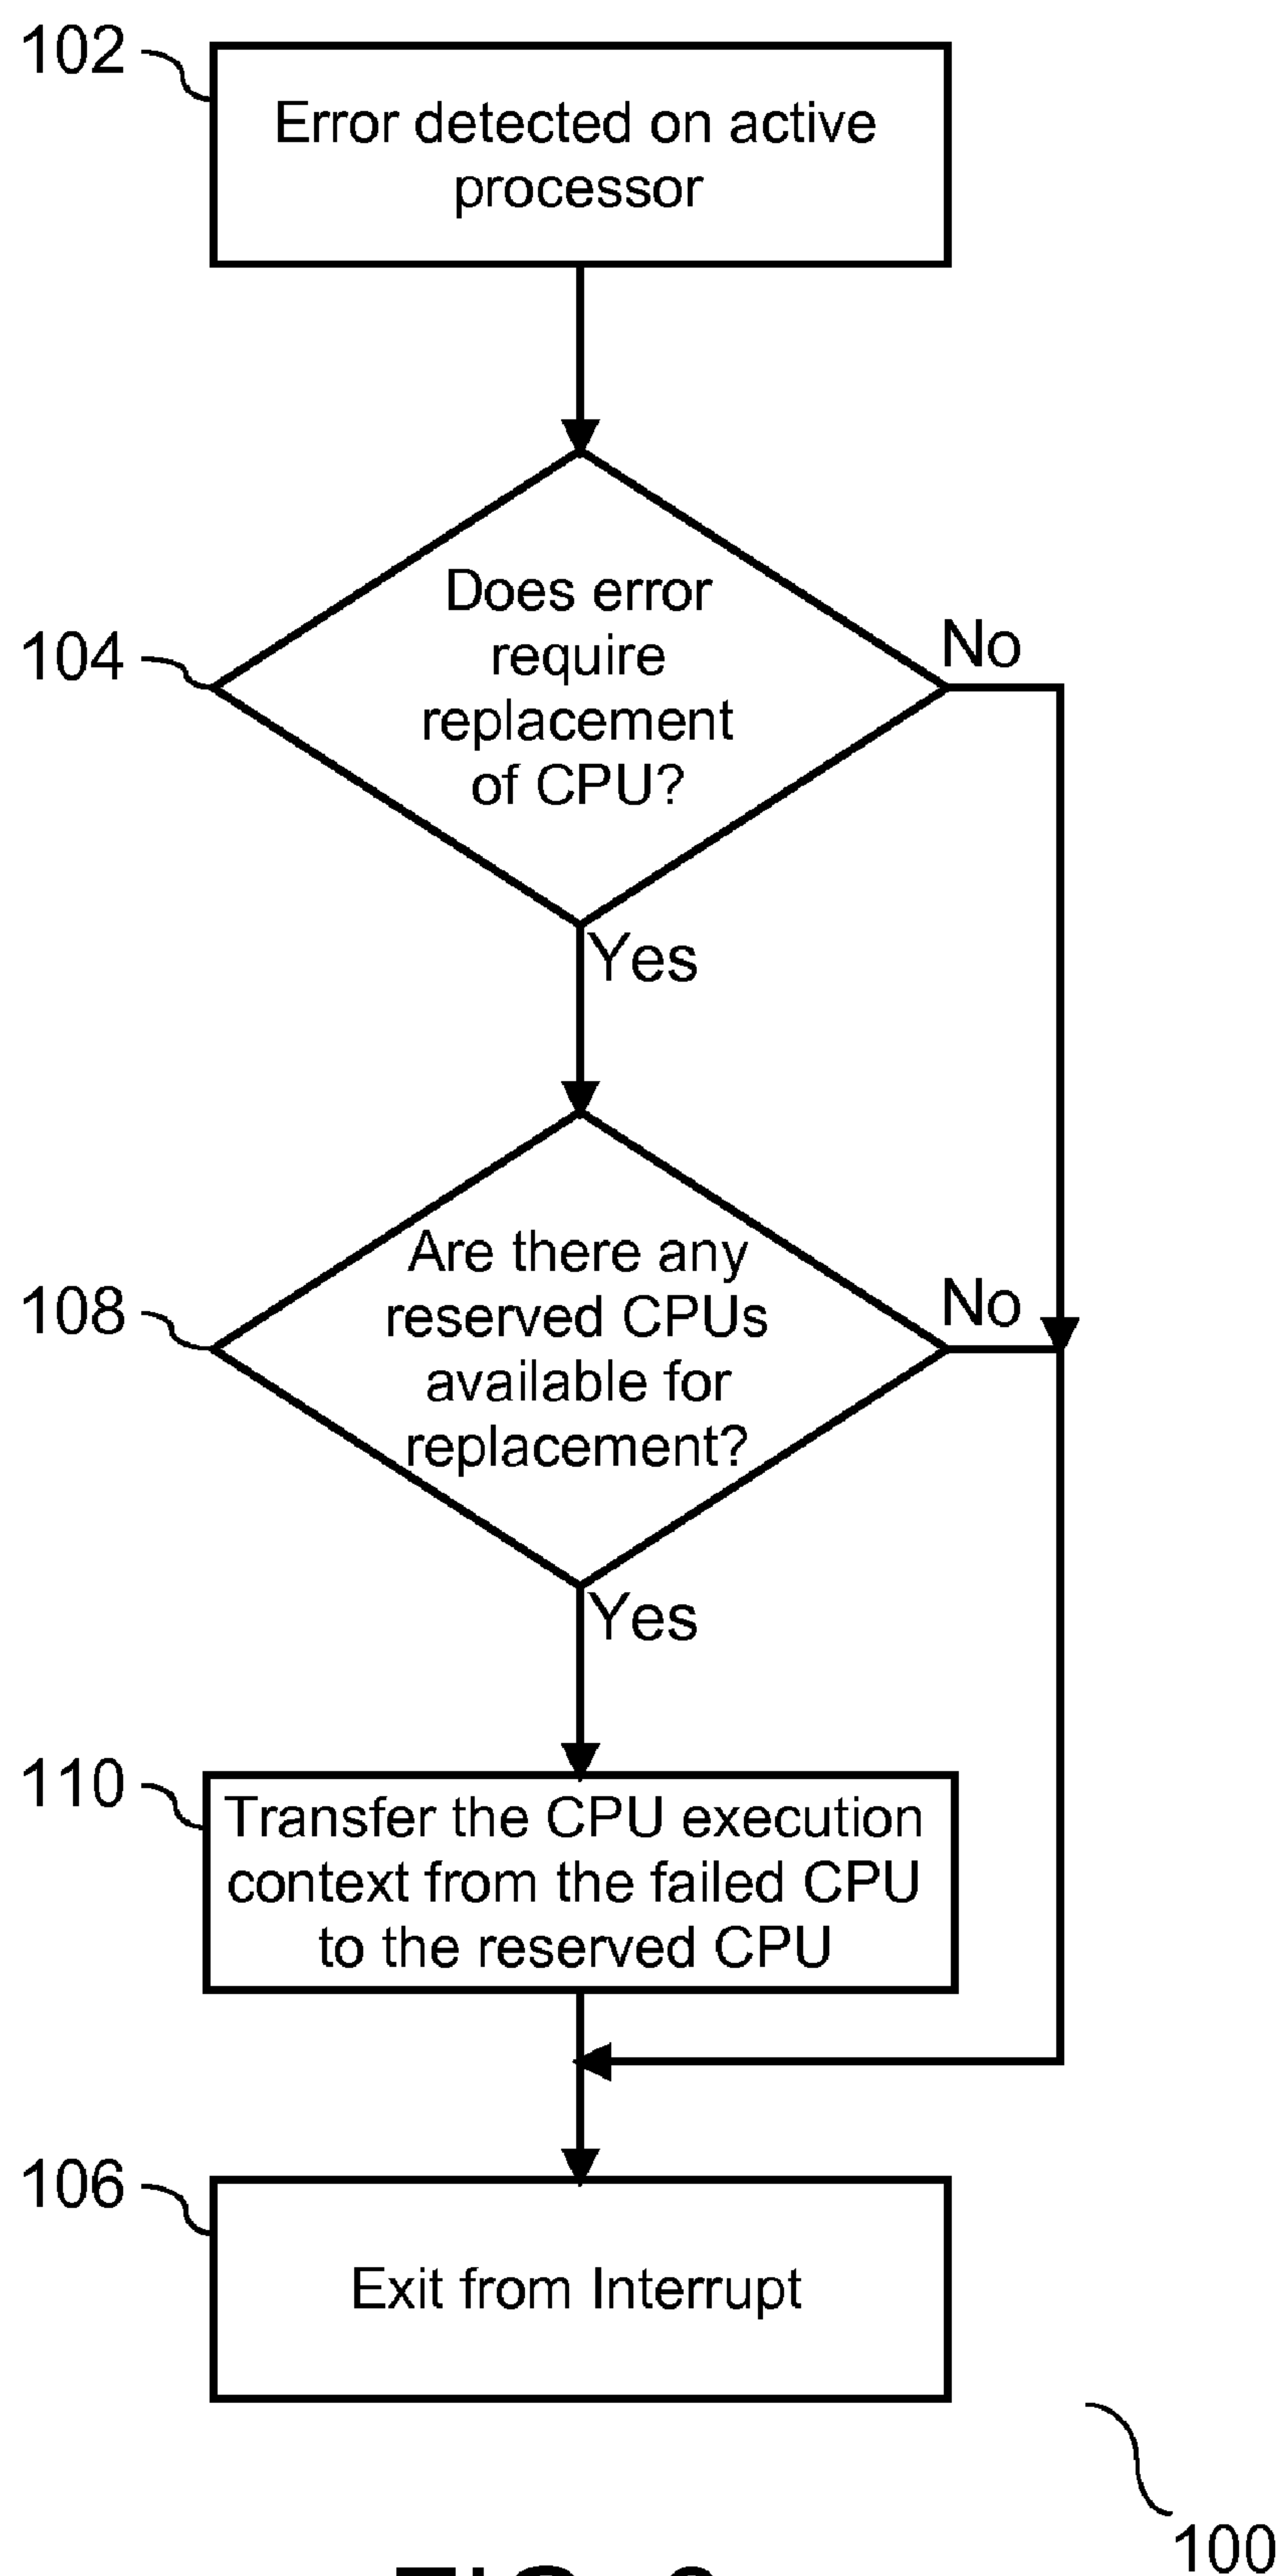 102
Error detected on active
processor
104
Does error
require
replacement
of CPU?
No
Yes
108
Are there any
reserved CPUs
available for
replacement?
No
Yes
110
Transfer the CPU execution
context from the failed CPU
to the reserved CPU
106
Exit from Interrupt
100